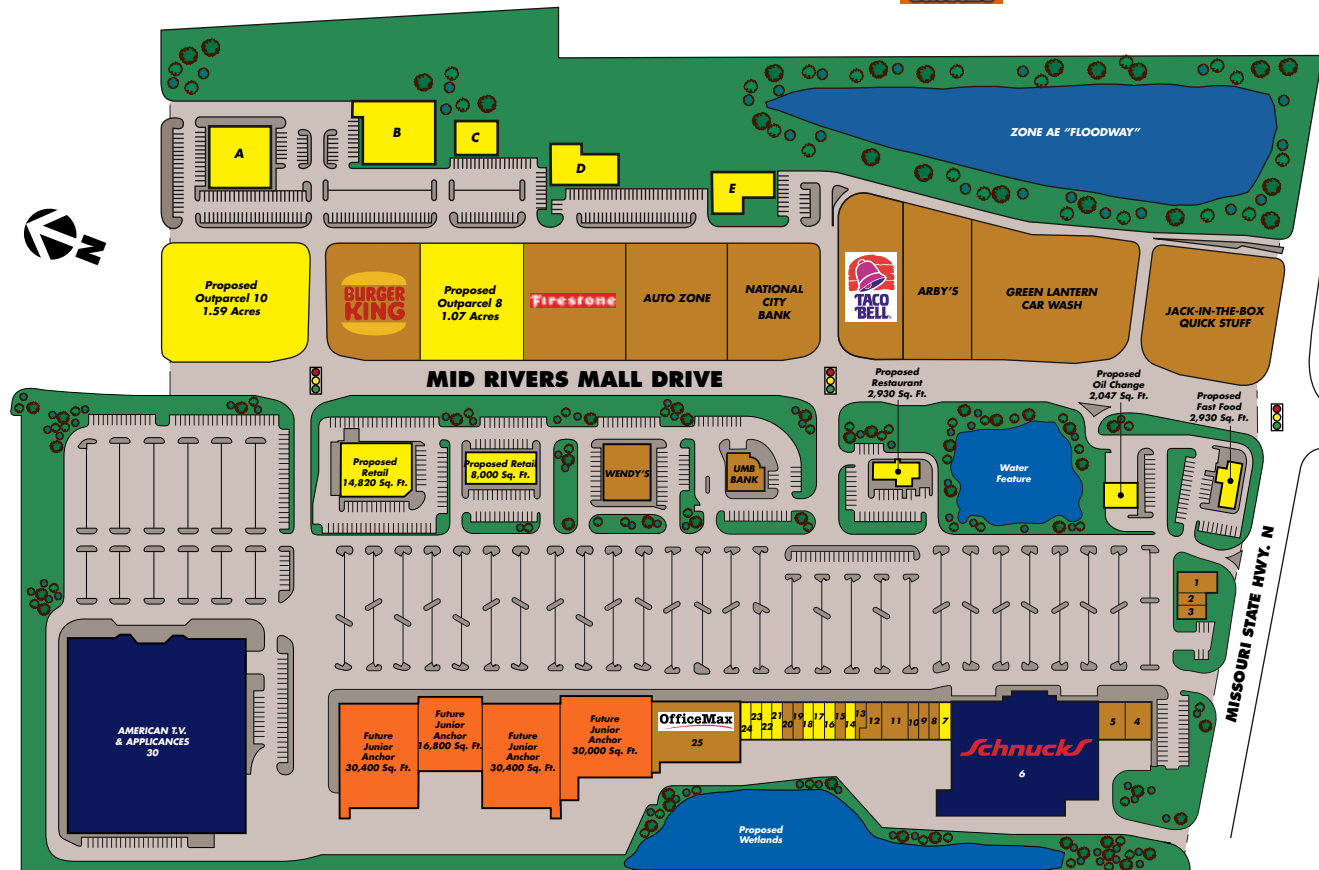 A
B
C
D
E
ZONE AE “FLOODWAY”
N
Proposed
Outparcel 10
1.59 Acres
BURGER
KING
Proposed
Outparcel 8
1.07 Acres
Firestone
AUTO ZONE
NATIONAL
CITY
BANK
TACO
BELL
ARBY'S
GREEN LANTERN
CAR WASH
JACK-IN-THE-BOX
QUICK STUFF
MID RIVERS MALL DRIVE
Proposed
Restaurant
2,930 Sq. Ft.
Proposed
Oil Change
2,047 Sq. Ft.
Proposed
Fast Food
2,930 Sq. Ft.
Proposed
Retail
14,820 Sq. Ft.
Proposed Retail
8,000 Sq. Ft.
WENDY'S
UMB
BANK
Water
Feature
MISSOURI STATE HWY. N
1
2
3
AMERICAN T.V.
& APPLICANCES
30
Future
Junior
Anchor
30,400 Sq. Ft.
Future
Junior
Anchor
16,800 Sq. Ft.
Future
Junior
Anchor
30,400 Sq. Ft.
Future
Junior
Anchor
30,000 Sq. Ft.
OfficeMax
25
24
23
22
21
20
19
18
17
16
15
14
13
12
11
10
9
8
7
Schnucks
6
5
4
Proposed
Wetlands